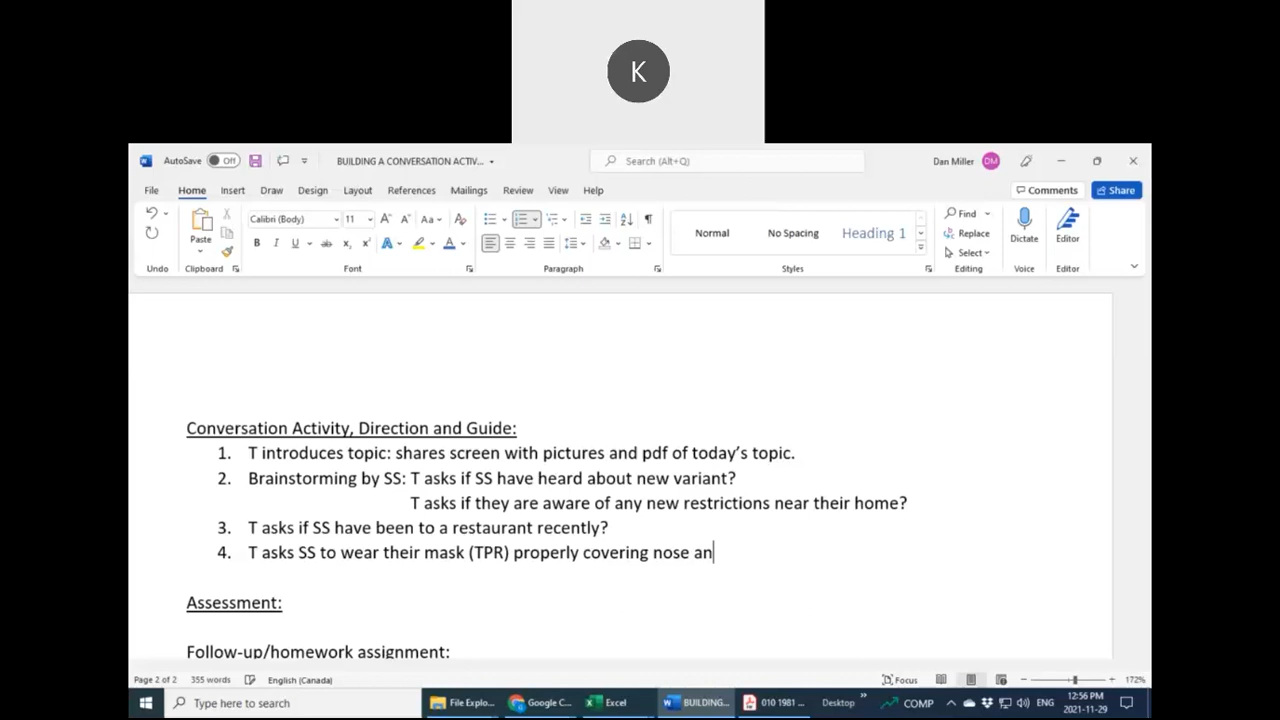 K
AutoSave Off BUILDING A CONVERSATION ACTIV... Search (Alt+Q) Dan Miller DM
File Home Insert Draw Design Layout References Mailings Review View Help Comments Share
Calibri (Body) 11 A A Aa A
Paste Normal No Spacing Heading 1 Find Replace Select Dictate Editor
B I U ab x₂ x² A A
Undo Clipboard Font Paragraph Styles Editing Voice Editor
Conversation Activity, Direction and Guide:
1. T introduces topic: shares screen with pictures and pdf of today's topic.
2. Brainstorming by SS: T asks if SS have heard about new variant?
T asks if they are aware of any new restrictions near their home?
3. T asks if SS have been to a restaurant recently?
4. T asks SS to wear their mask (TPR) properly covering nose an
Assessment:
Follow-up/homework assignment:
Page 2 of 2 355 words English (Canada) Focus 172%
Type here to search File Explo... Google C... Excel BUILDING... 010 1981 ... Desktop COMP ENG 12:56 PM
2021-11-29